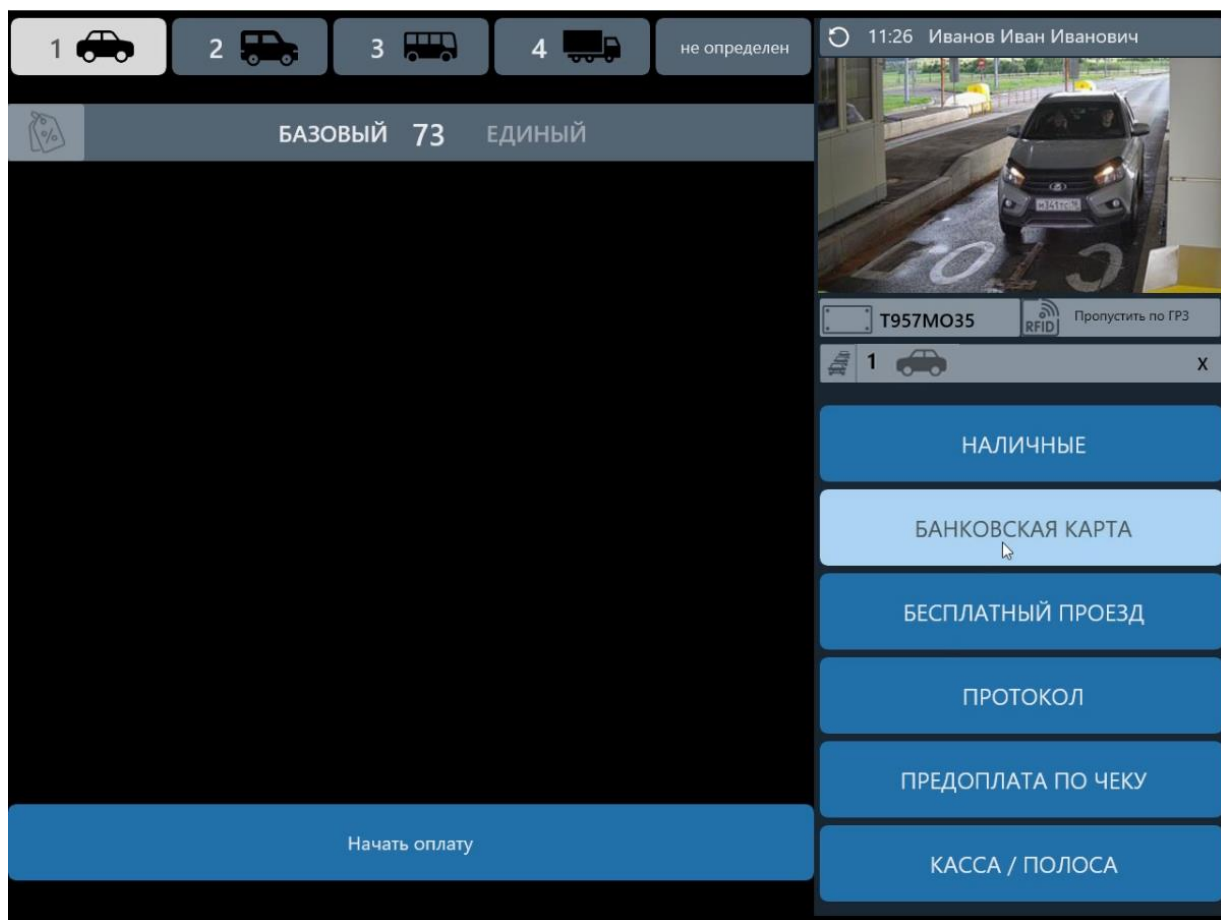 1
2
3
4
не определен
БАЗОВЫЙ 73 ЕДИНЫЙ
Начать оплату
11:26 Иванов Иван Иванович
T957MO35
RFID
Пропустить по ГРЗ
1
X
НАЛИЧНЫЕ
БАНКОВСКАЯ КАРТА
БЕСПЛАТНЫЙ ПРОЕЗД
ПРОТОКОЛ
ПРЕДОПЛАТА ПО ЧЕКУ
КАССА / ПОЛОСА